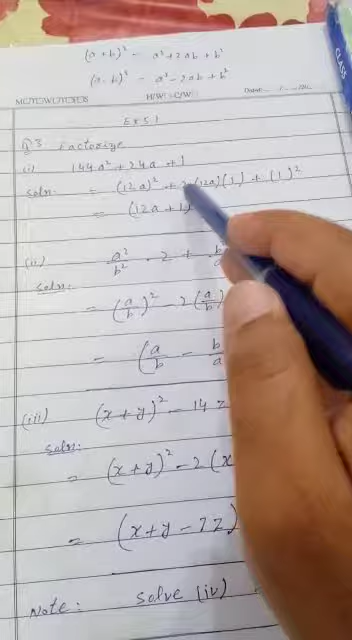 (a+b)² - a²+2ab+b²
(a-b)² - a²-2ab+b²
H/W C/W
CLASS
Ex 5.1
Q3 Factorize
(i) 144a²+24a+1
soln: = (12a)² + 2(12a)(1) + (1)²
= (12a+1)
(ii) a²/b² - 2 +
soln:
= (a/b)² - 2(a/b)
= (a/b - b/a
(iii) (x+y)² - 14z
soln:
= (x+y)² - 2(x
= (x+y-7z)
Note: solve (iv)